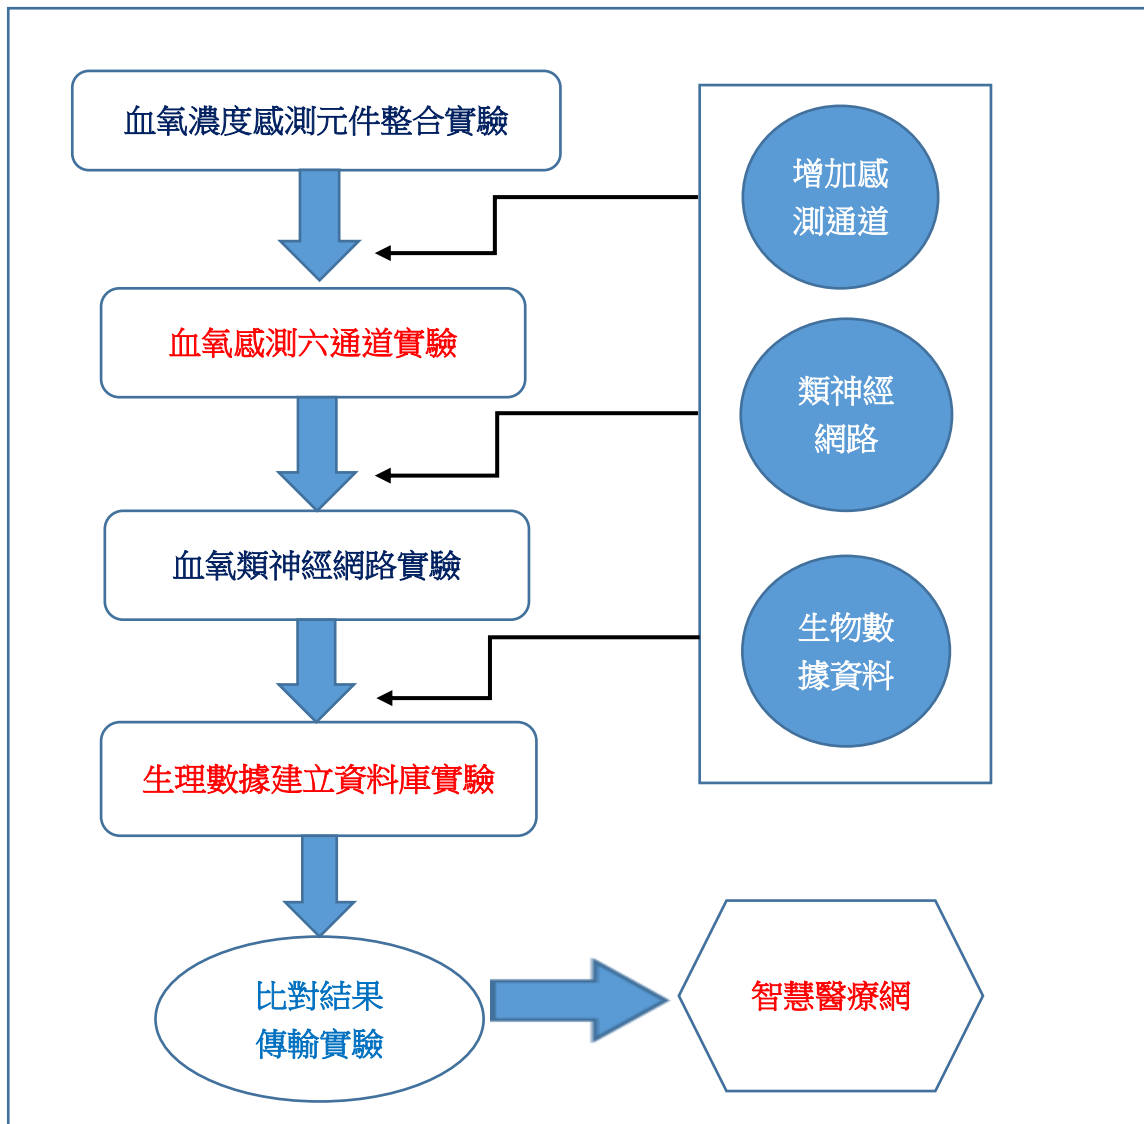 血氧濃度感測元件整合實驗
增加感
測通道
血氧感測六通道實驗
類神經
網路
血氧類神經網路實驗
生物數
據資料
生理數據建立資料庫實驗
比對結果
傳輸實驗
智慧醫療網